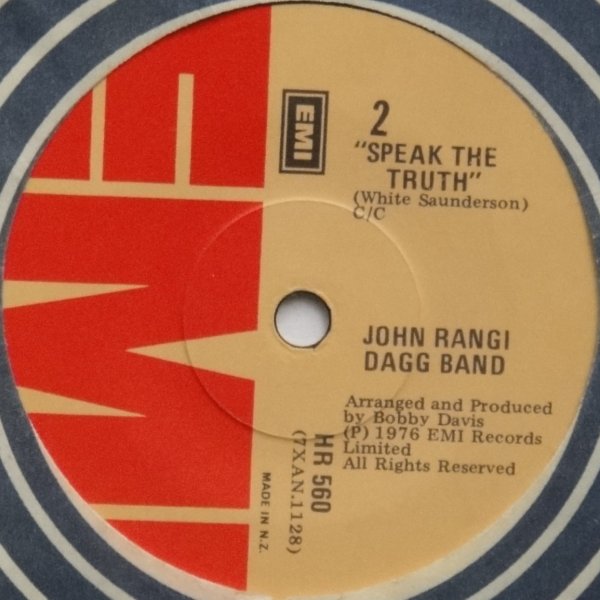 EMI
EMI
2
"SPEAK THE
TRUTH"
(White Saunderson)
C/C
JOHN RANGI
DAGG BAND
Arranged and Produced
by Bobby Davis
(P) 1976 EMI Records
Limited
All Rights Reserved
HR 560
(7XAN.1128)
MADE IN N.Z.